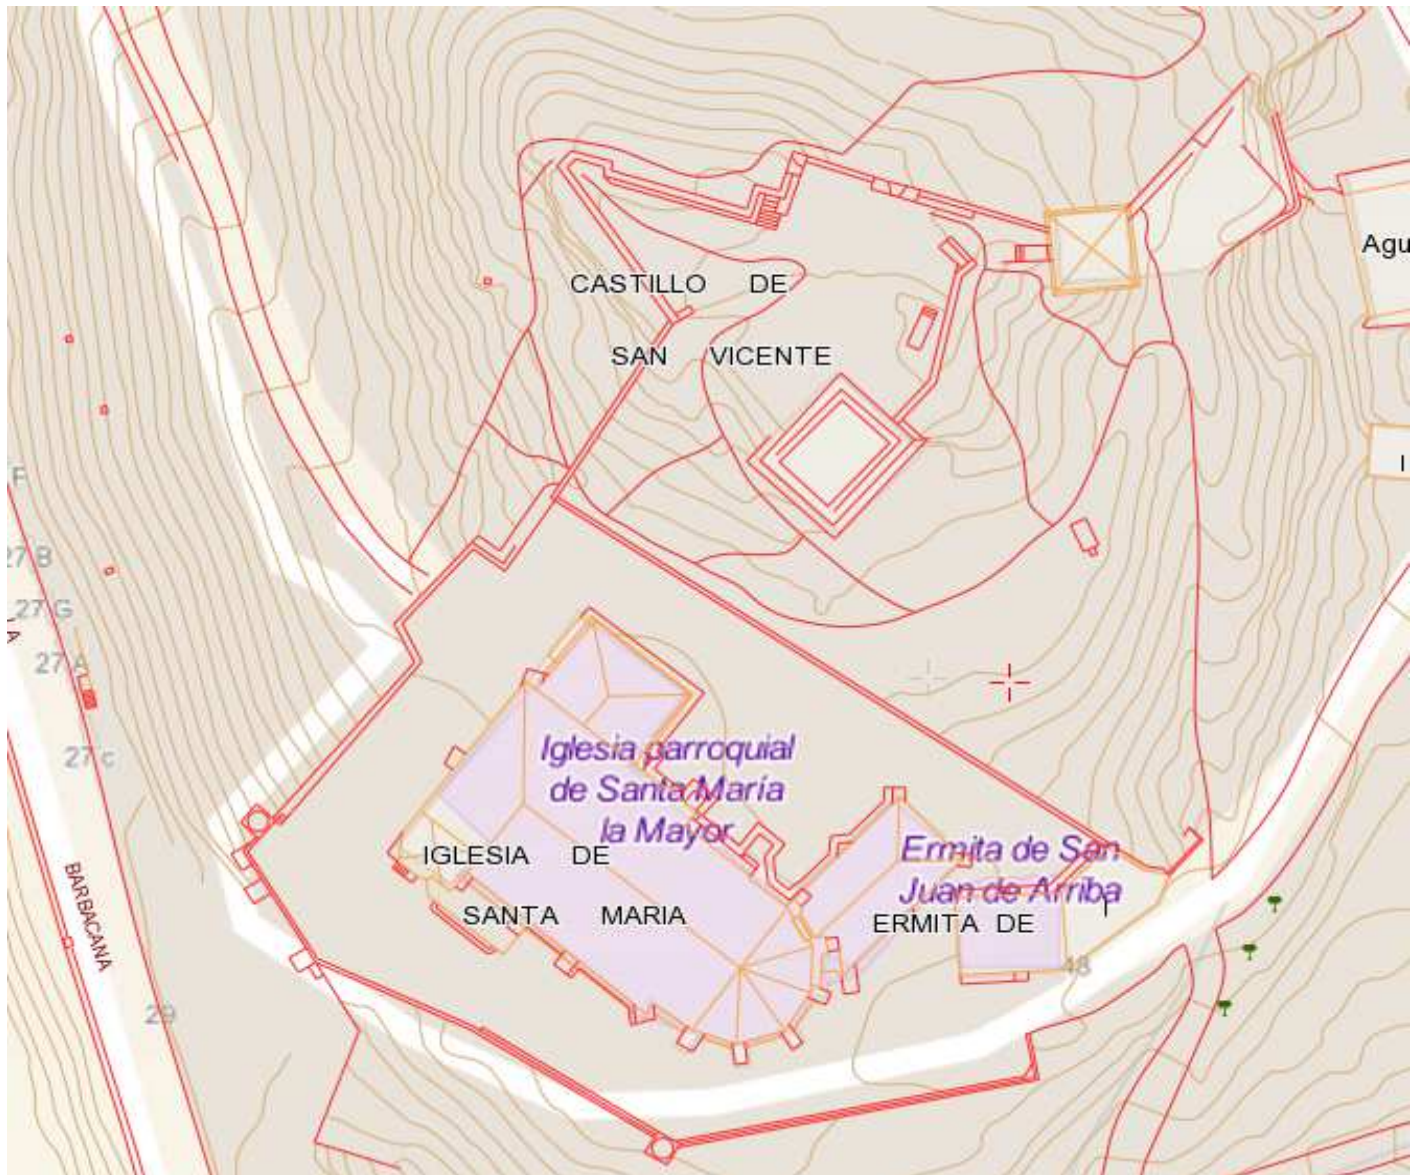 Agu
CASTILLO DE
SAN VICENTE
I
27 B
27 G
27 c
Iglesia parroquial
de Santa María
la Mayor
Ermita de San
Juan de Arriba
IGLESIA DE
SANTA MARIA
ERMITA DE
BARBACANA
48
29